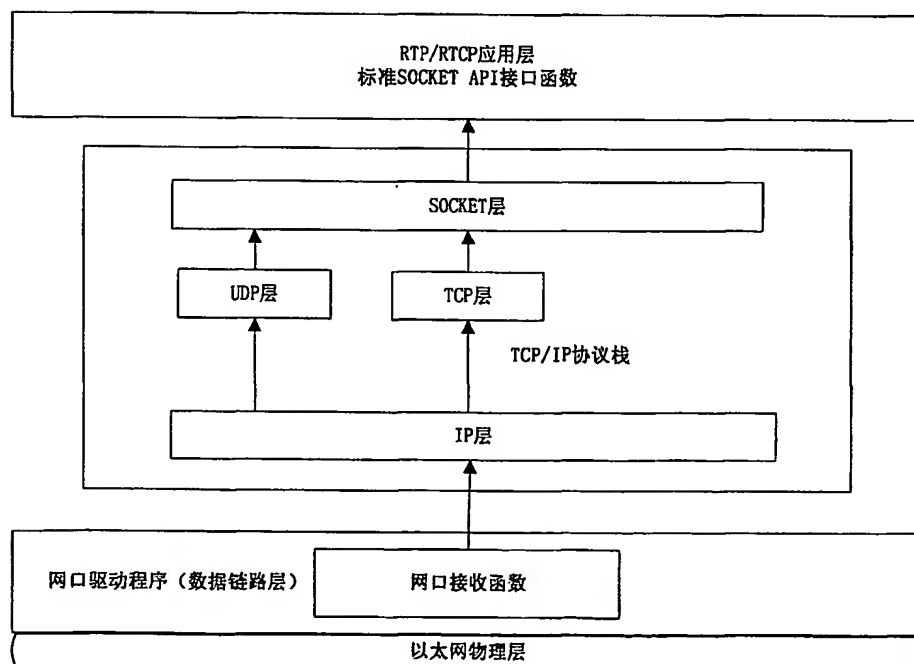 RTP/RTCP应用层
标准SOCKET API接口函数
SOCKET层
UDP层
TCP层
TCP/IP协议栈
IP层
网口驱动程序（数据链路层）
网口接收函数
以太网物理层